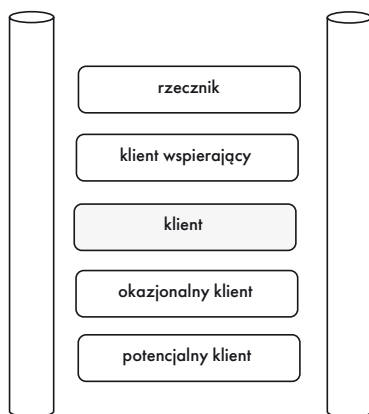 rzecznik
klient wspierający
klient
okazjonalny klient
potencjalny klient